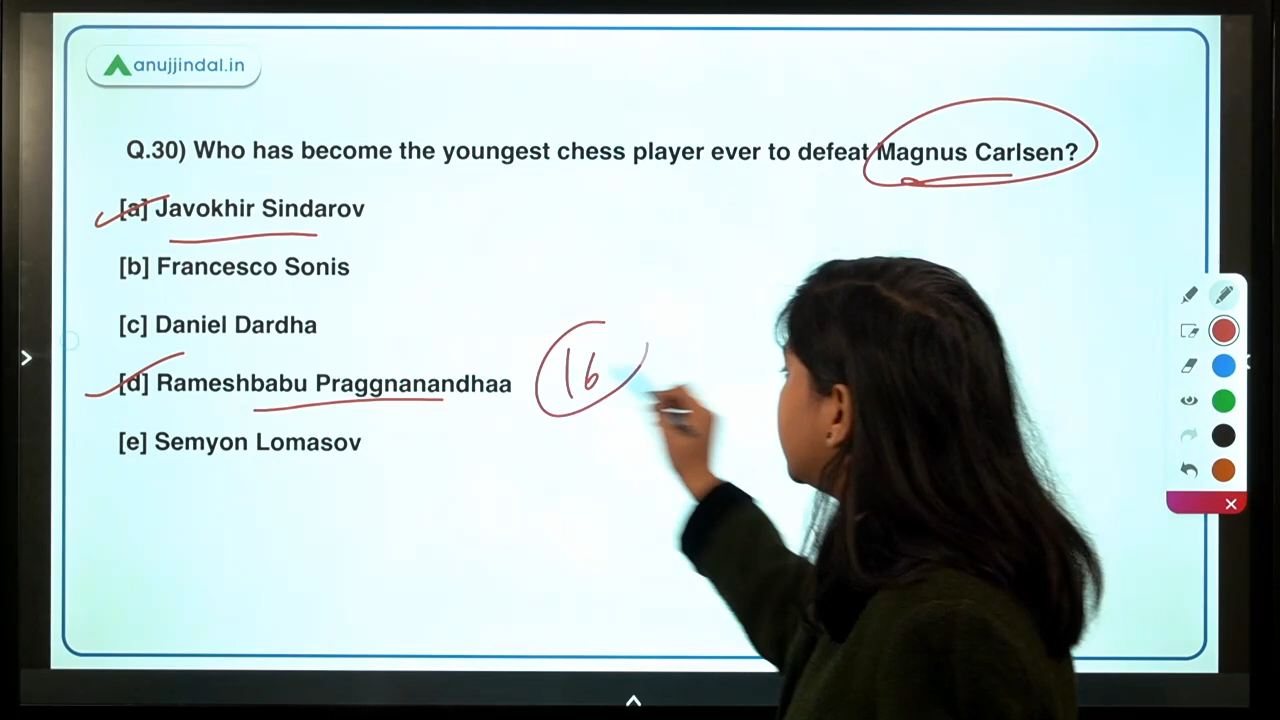 anujjindal.in
Q.30) Who has become the youngest chess player ever to defeat Magnus Carlsen?
[a] Javokhir Sindarov
[b] Francesco Sonis
[c] Daniel Dardha
[d] Rameshbabu Praggnanandhaa
16
[e] Semyon Lomasov